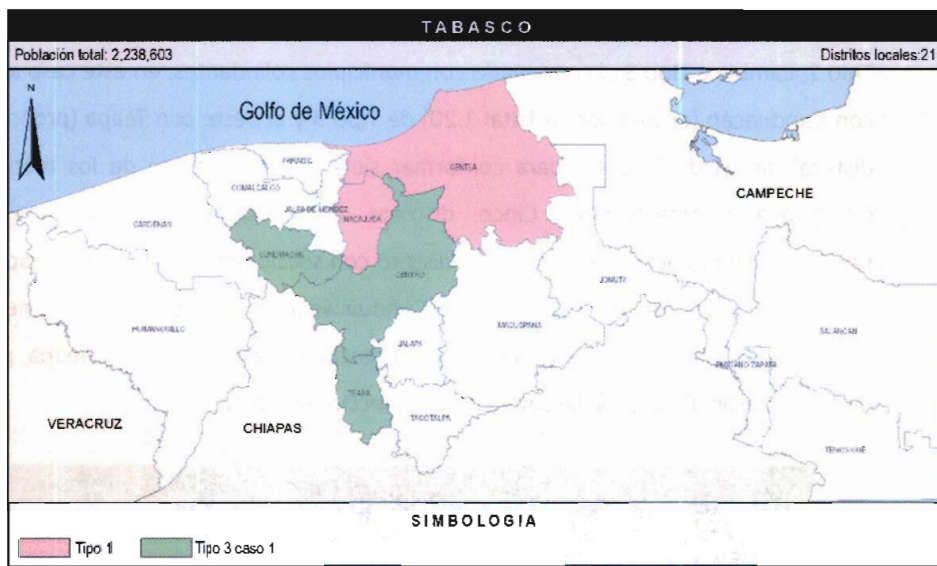 TABASCO
Población total: 2,238,603
Distritos locales:21
N
Golfo de México
PARAISO
CENTLA
COMALCALCO
CAMPECHE
JALPA DE MENDEZ
NACAJUCA
CARDENAS
CUNDUACAN
CENTRO
JONUTA
HUIMANGUILLO
MACUSPANA
BALANCAN
JALAPA
EMILIANO ZAPATA
TEAPA
TACOTALPA
VERACRUZ
CHIAPAS
TENOSIQUE
SIMBOLOGIA
Tipo 1
Tipo 3 caso 1